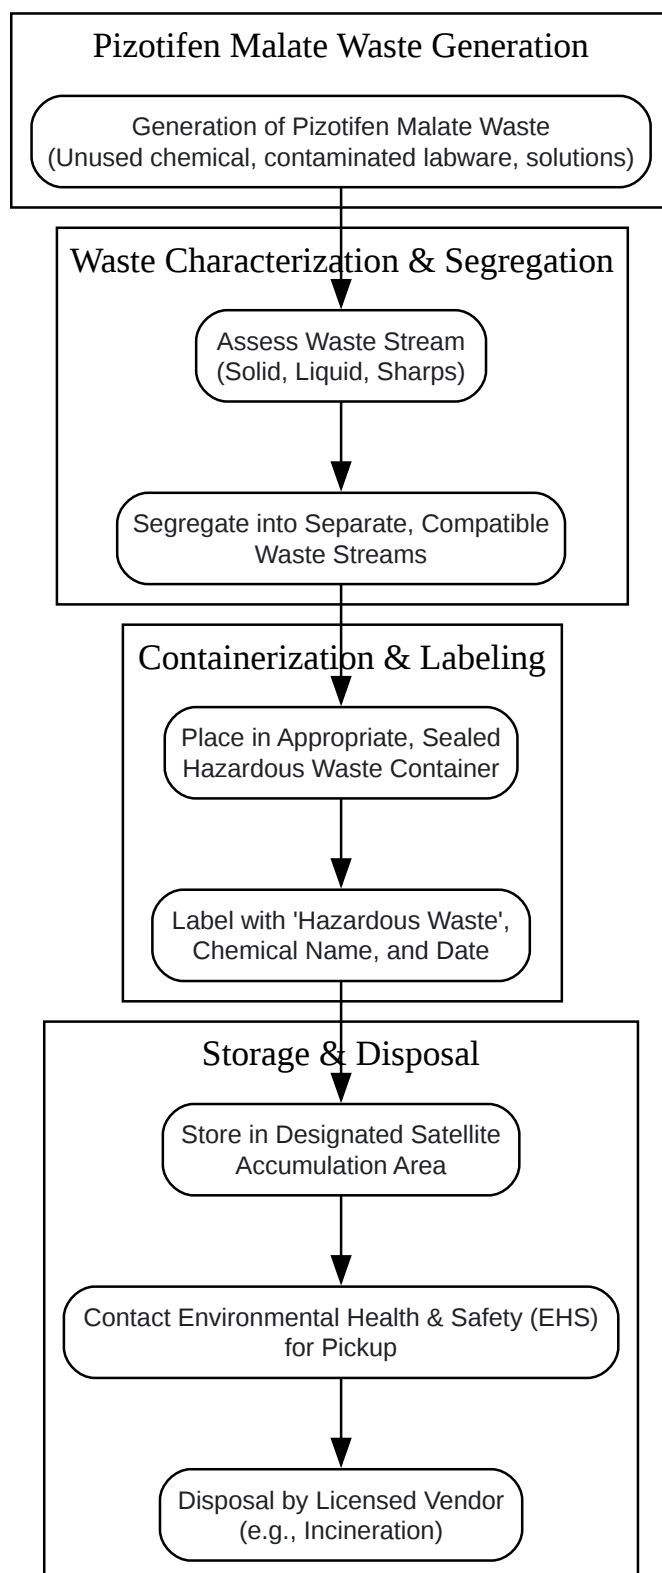 Pizotifen Malate Waste Generation
Generation of Pizotifen Malate Waste
(Unused chemical, contaminated labware, solutions)
Waste Characterization & Segregation
Assess Waste Stream
(Solid, Liquid, Sharps)
Segregate into Separate, Compatible
Waste Streams
Containerization & Labeling
Place in Appropriate, Sealed
Hazardous Waste Container
Label with 'Hazardous Waste',
Chemical Name, and Date
Storage & Disposal
Store in Designated Satellite
Accumulation Area
Contact Environmental Health & Safety (EHS)
for Pickup
Disposal by Licensed Vendor
(e.g., Incineration)